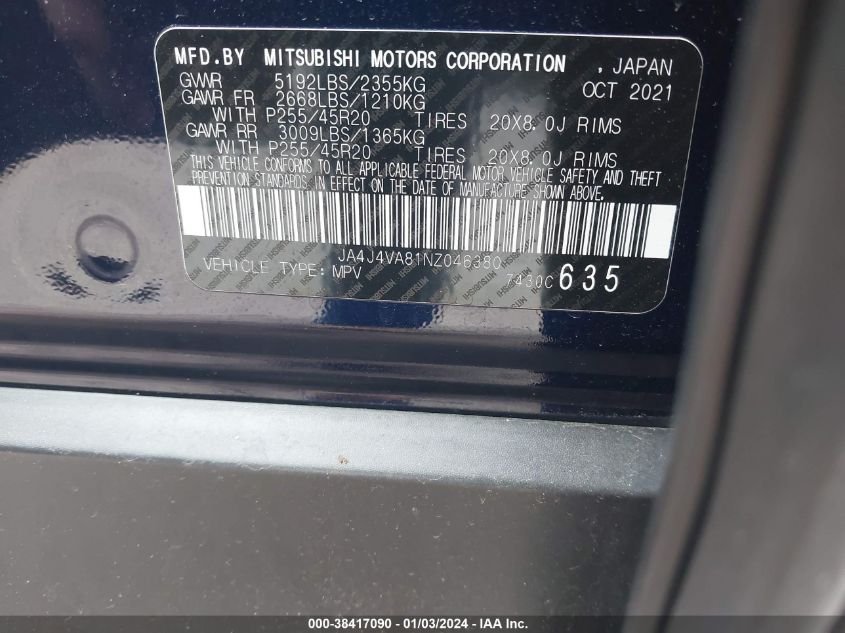 MFD.BY MITSUBISHI MOTORS CORPORATION , JAPAN
GWR 5192LBS/2355KG OCT 2021
GAWR FR 2668LBS/1210KG
WITH P255/45R20 TIRES 20X8.0J RIMS
GAWR RR 3009LBS/1365KG
WITH P255/45R20 TIRES 20X8.0J RIMS
THIS VEHICLE CONFORMS TO ALL APPLICABLE FEDERAL MOTOR VEHICLE SAFETY AND THEFT
PREVENTION STANDARDS IN EFFECT ON THE DATE OF MANUFACTURE SHOWN ABOVE.
JA4J4VA81NZ046380
VEHICLE TYPE: MPV 7430C 635
000-38417090 - 01/03/2024 - IAA Inc.